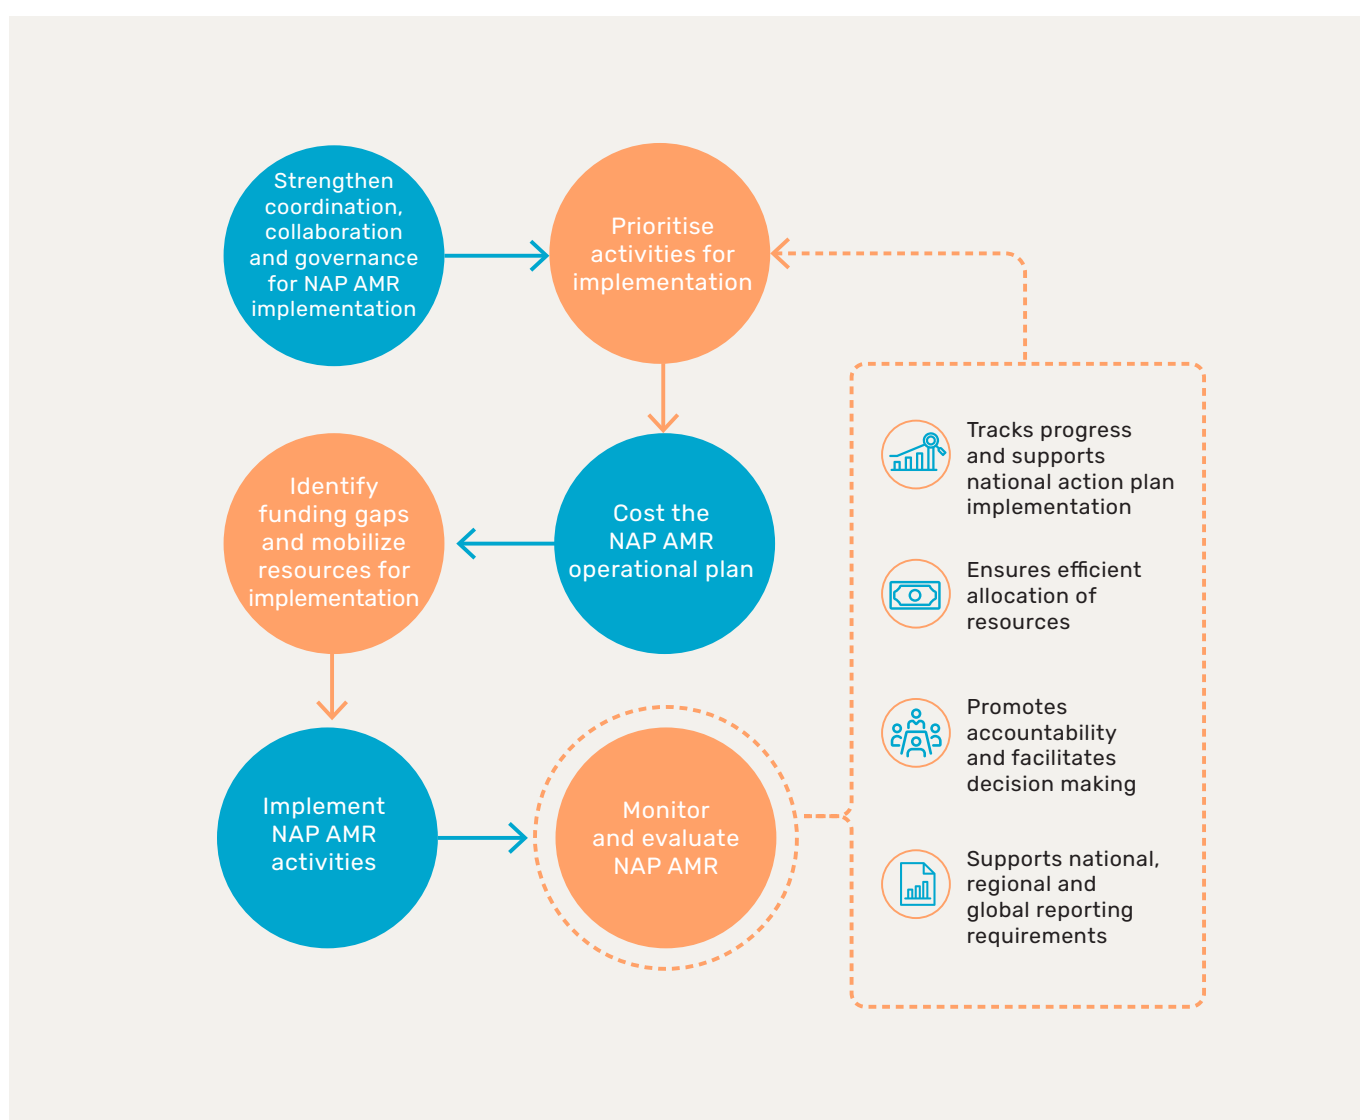 Strengthen
coordination,
collaboration
and governance
for NAP AMR
implementation
Prioritise
activities for
implementation
Cost the
NAP AMR
operational plan
Identify
funding gaps
and mobilize
resources for
implementation
Implement
NAP AMR
activities
Monitor
and evaluate
NAP AMR
Tracks progress
and supports
national action plan
implementation
Ensures efficient
allocation of
resources
Promotes
accountability
and facilitates
decision making
Supports national,
regional and
global reporting
requirements